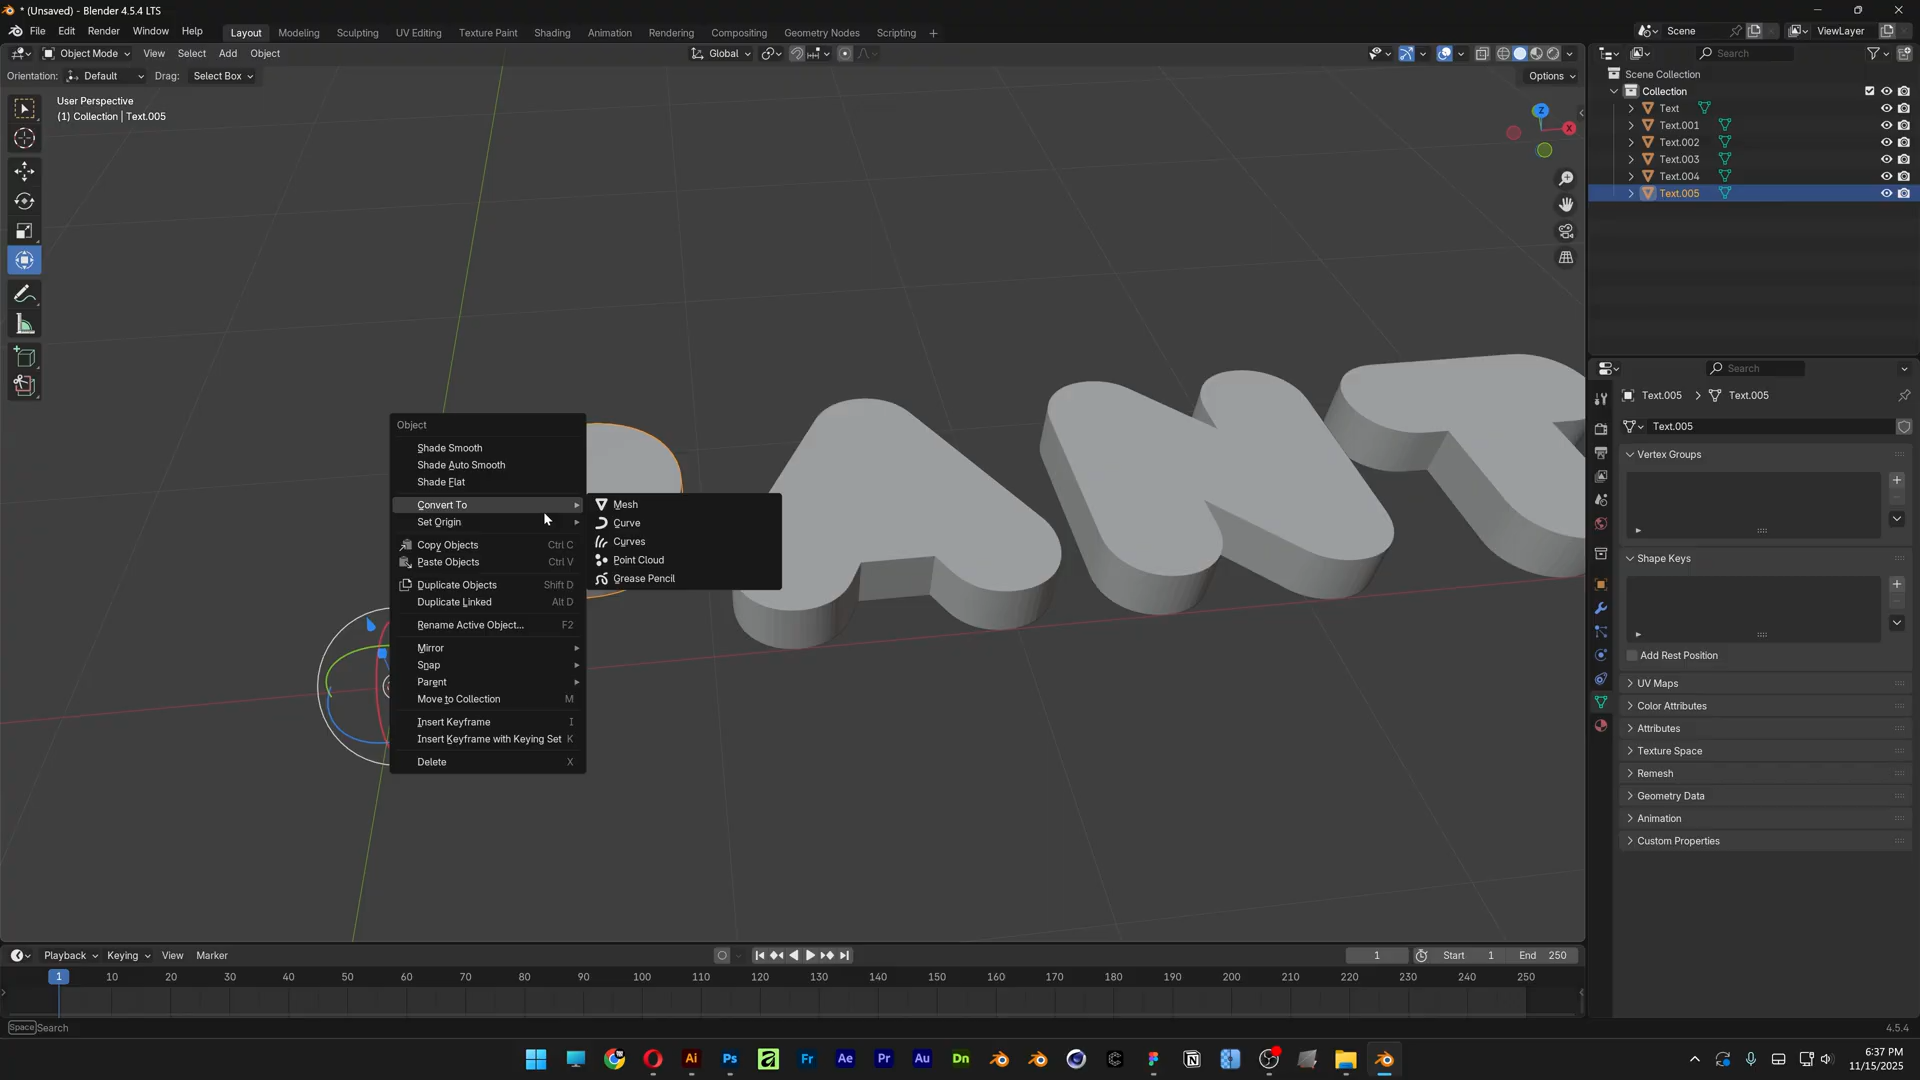 * (Unsaved) - Blender 4.5.4 LTS
File Edit Render Window Help
Layout Modeling Sculpting UV Editing Texture Paint Shading Animation Rendering Compositing Geometry Nodes Scripting +
Scene ViewLayer
Object Mode View Select Add Object
Global
Search
Orientation: Default Drag: Select Box
Options
User Perspective
(1) Collection | Text.005
Z
X
Scene Collection
Collection
Text
Text.001
Text.002
Text.003
Text.004
Text.005
Object
Shade Smooth
Shade Auto Smooth
Shade Flat
Convert To
Set Origin
Copy Objects Ctrl C
Paste Objects Ctrl V
Duplicate Objects Shift D
Duplicate Linked Alt D
Rename Active Object... F2
Mirror
Snap
Parent
Move to Collection M
Insert Keyframe I
Insert Keyframe with Keying Set K
Delete X
Mesh
Curve
Curves
Point Cloud
Grease Pencil
Search
Text.005 > Text.005
Text.005
Vertex Groups
Shape Keys
Add Rest Position
UV Maps
Color Attributes
Attributes
Texture Space
Remesh
Geometry Data
Animation
Custom Properties
Playback Keying View Marker
1 Start 1 End 250
1 10 20 30 40 50 60 70 80 90 100 110 120 130 140 150 160 170 180 190 200 210 220 230 240 250
Space Search
4.5.4
Ai Ps Fr Ae Pr Au Dn
6:37 PM
11/15/2025